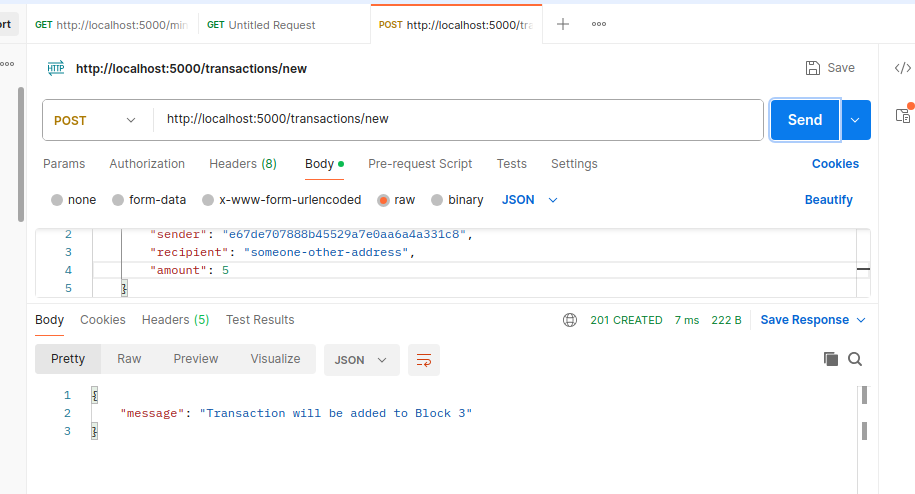 ort GET http://localhost:5000/min GET Untitled Request POST http://localhost:5000/tra
HTTP http://localhost:5000/transactions/new Save
POST http://localhost:5000/transactions/new Send
Params Authorization Headers (8) Body Pre-request Script Tests Settings Cookies
none form-data x-www-form-urlencoded raw binary JSON Beautify
2 "sender": "e67de707888b45529a7e0aa6a4a331c8",
3 "recipient": "someone-other-address",
4 "amount": 5
5 }
Body Cookies Headers (5) Test Results 201 CREATED 7 ms 222 B Save Response
Pretty Raw Preview Visualize JSON
1 {
2 "message": "Transaction will be added to Block 3"
3 }